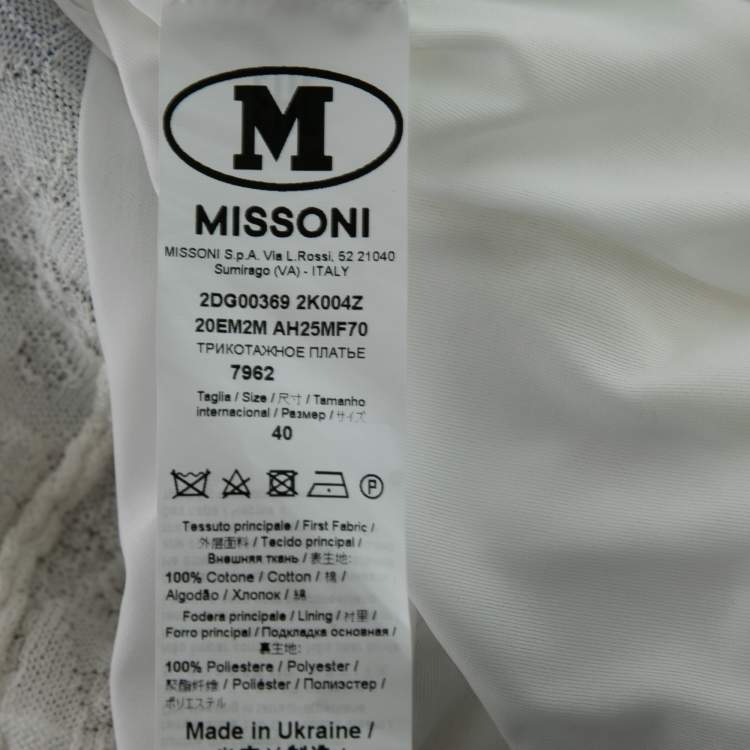 M
MISSONI
MISSONI S.p.A. Via L.Rossi, 52 21040
Sumirago (VA) - ITALY
2DG00369 2K004Z
20EM2M AH25MF70
ТРИКОТАЖНОЕ ПЛАТЬЕ
7962
Taglia / Size / 尺寸 / Tamanho
internacional / Размер / サイズ
40
P
Tessuto principale / First Fabric /
外层面料 / Tecido principal /
Внешняя ткань / 表生地:
100% Cotone / Cotton / 棉 /
Algodão / Хлопок / 綿
Fodera principale / Lining / 衬里 /
Forro principal / Подкладка основная /
裏生地:
100% Poliestere / Polyester /
聚酯纤维 / Poliéster / Полиэстер /
ポリエステル
Made in Ukraine /